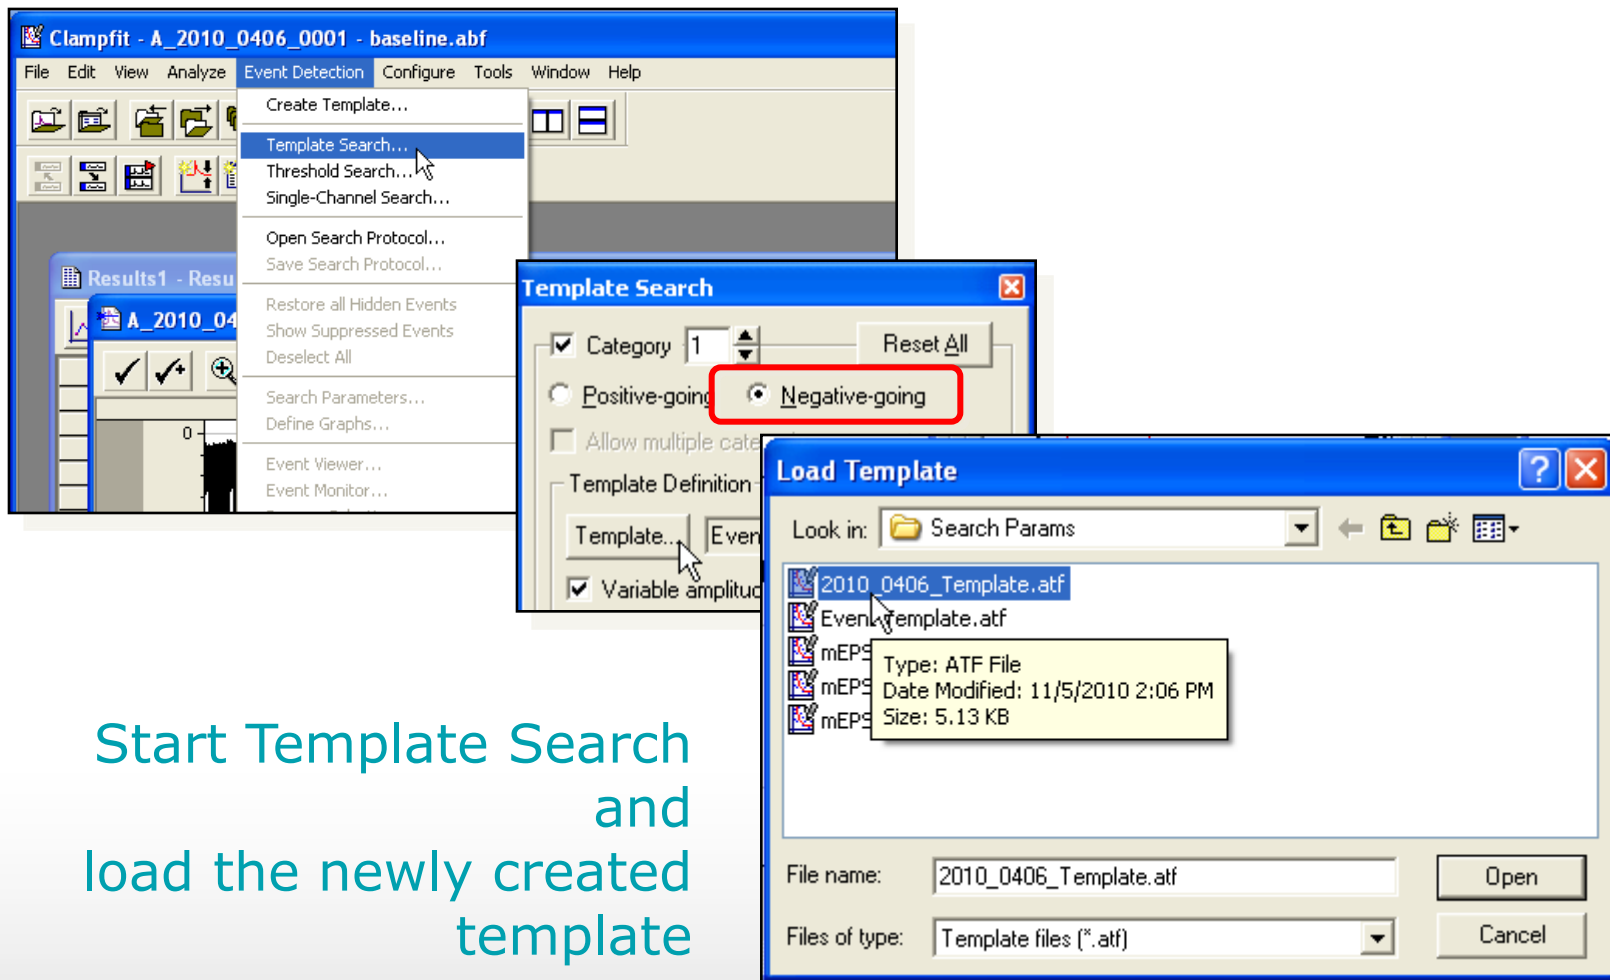 Clampfit - A_2010_0406_0001 - baseline.abf
File Edit View Analyze Event Detection Configure Tools Window Help
Create Template...
Template Search...
Threshold Search...
Single-Channel Search...
Open Search Protocol...
Save Search Protocol...
Restore all Hidden Events
Show Suppressed Events
Deselect All
Search Parameters...
Define Graphs...
Event Viewer...
Event Monitor...
Results1 - Resu
A_2010_04
0
Template Search
Category 1 Reset All
Positive-going Negative-going
Allow multiple cate
Template Definition
Template... Even
Variable amplitud
Load Template
Look in: Search Params
2010_0406_Template.atf
Event Template.atf
mEPS
mEPS
mEPS
Type: ATF File
Date Modified: 11/5/2010 2:06 PM
Size: 5.13 KB
File name: 2010_0406_Template.atf Open
Files of type: Template files (*.atf) Cancel
Start Template Search
and
load the newly created
template